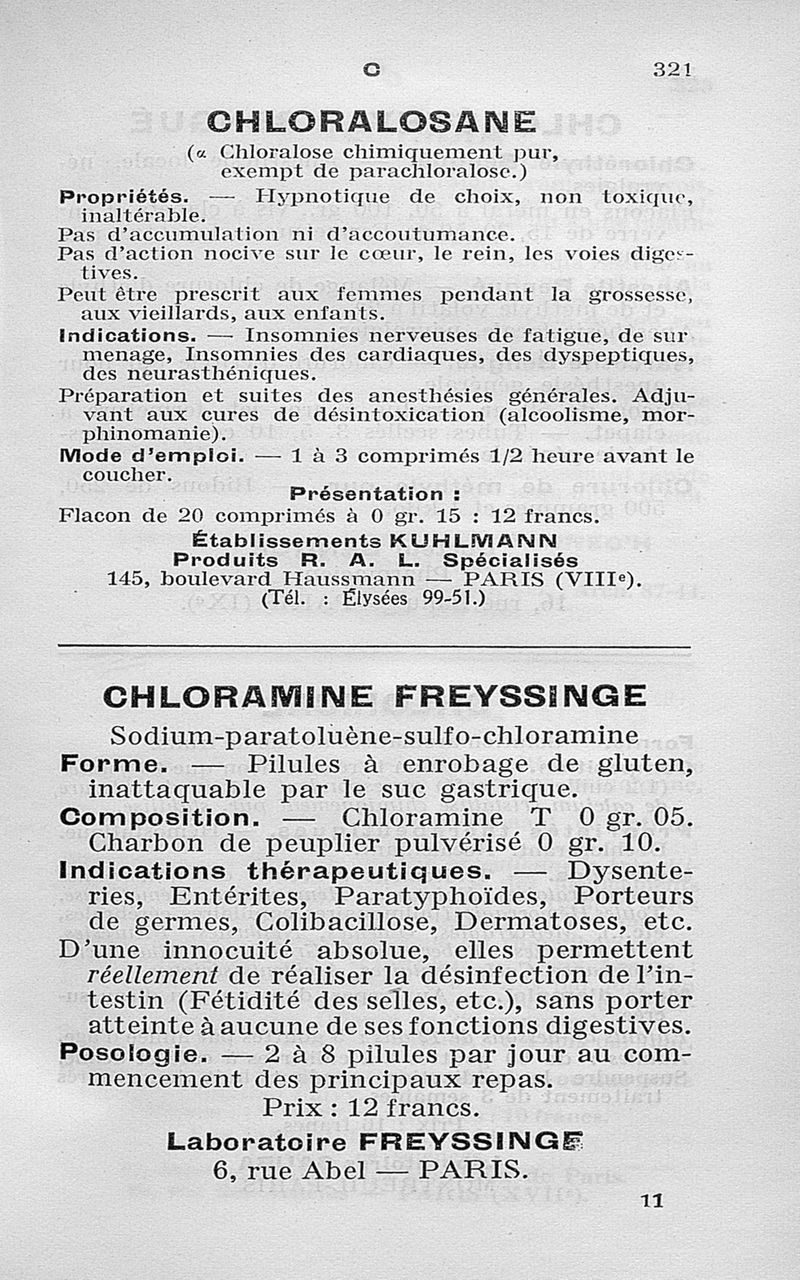 C 321
CHLORALOSANE
(α Chloralose chimiquement pur,
exempt de parachloralose.)
Propriétés. — Hypnotique de choix, non toxique,
inaltérable.
Pas d'accumulation ni d'accoutumance.
Pas d'action nocive sur le cœur, le rein, les voies diges-
tives.
Peut être prescrit aux femmes pendant la grossesse,
aux vieillards, aux enfants.
Indications. — Insomnies nerveuses de fatigue, de sur
menage, Insomnies des cardiaques, des dyspeptiques,
des neurasthéniques.
Préparation et suites des anesthésies générales. Adju-
vant aux cures de désintoxication (alcoolisme, mor-
phinomanie).
Mode d'emploi. — 1 à 3 comprimés 1/2 heure avant le
coucher.
Présentation :
Flacon de 20 comprimés à 0 gr. 15 : 12 francs.
Établissements KUHLMANN
Produits R. A. L. Spécialisés
145, boulevard Haussmann — PARIS (VIIIe).
(Tél. : Élysées 99-51.)
CHLORAMINE FREYSSINGE
Sodium-paratoluène-sulfo-chloramine
Forme. — Pilules à enrobage de gluten,
inattaquable par le suc gastrique.
Composition. — Chloramine T 0 gr. 05.
Charbon de peuplier pulvérisé 0 gr. 10.
Indications thérapeutiques. — Dysente-
ries, Entérites, Paratyphoïdes, Porteurs
de germes, Colibacillose, Dermatoses, etc.
D'une innocuité absolue, elles permettent
réellement de réaliser la désinfection de l'in-
testin (Fétidité des selles, etc.), sans porter
atteinte à aucune de ses fonctions digestives.
Posologie. — 2 à 8 pilules par jour au com-
mencement des principaux repas.
Prix : 12 francs.
Laboratoire FREYSSINGE
6, rue Abel — PARIS.
11